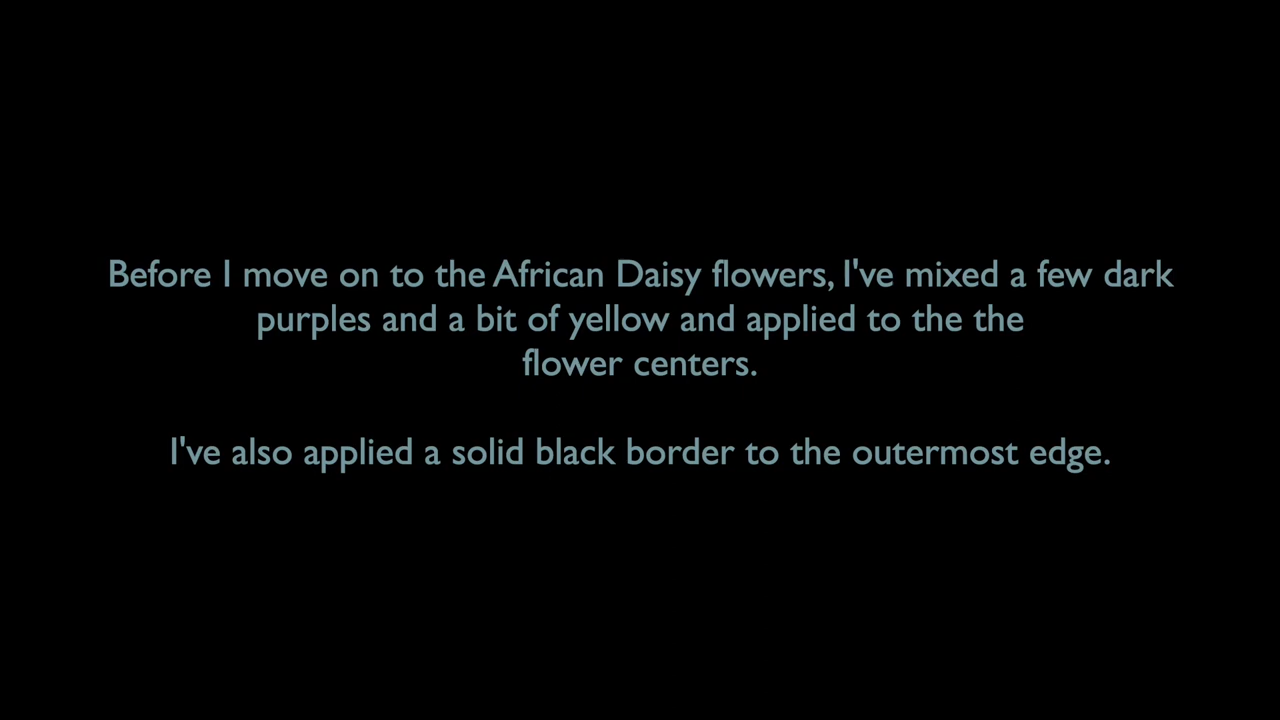 Before I move on to the African Daisy flowers, I've mixed a few dark
purples and a bit of yellow and applied to the the
flower centers.
I've also applied a solid black border to the outermost edge.